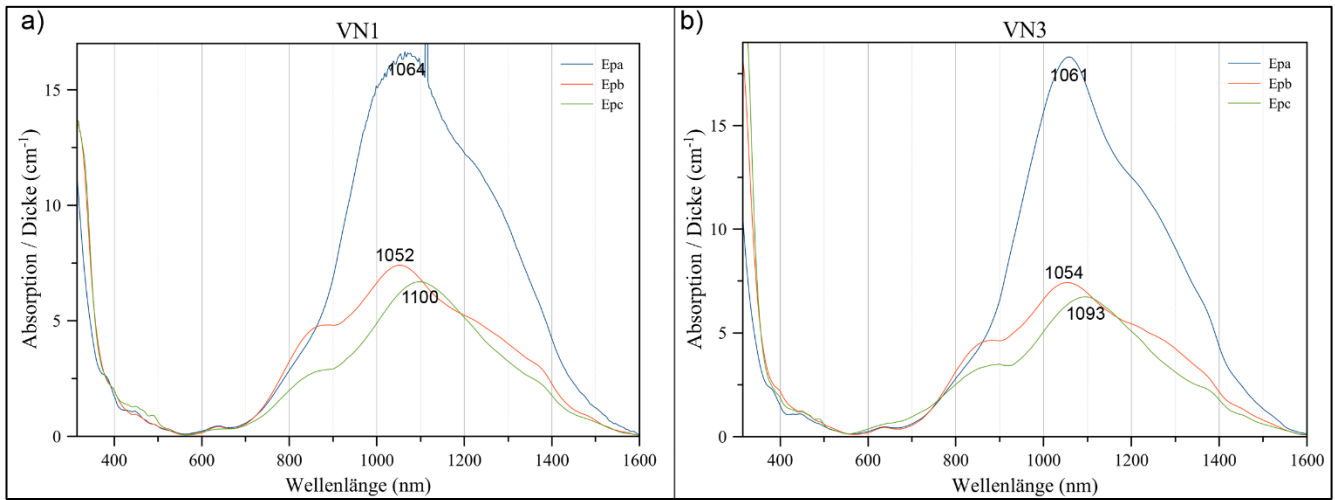 a)
VN1
Absorption / Dicke (cm⁻¹)
15
10
5
0
1064
1052
1100
Epa
Epb
Epc
400 600 800 1000 1200 1400 1600
Wellenlänge (nm)
b)
VN3
Absorption / Dicke (cm⁻¹)
15
10
5
0
1061
1054
1093
Epa
Epb
Epc
400 600 800 1000 1200 1400 1600
Wellenlänge (nm)